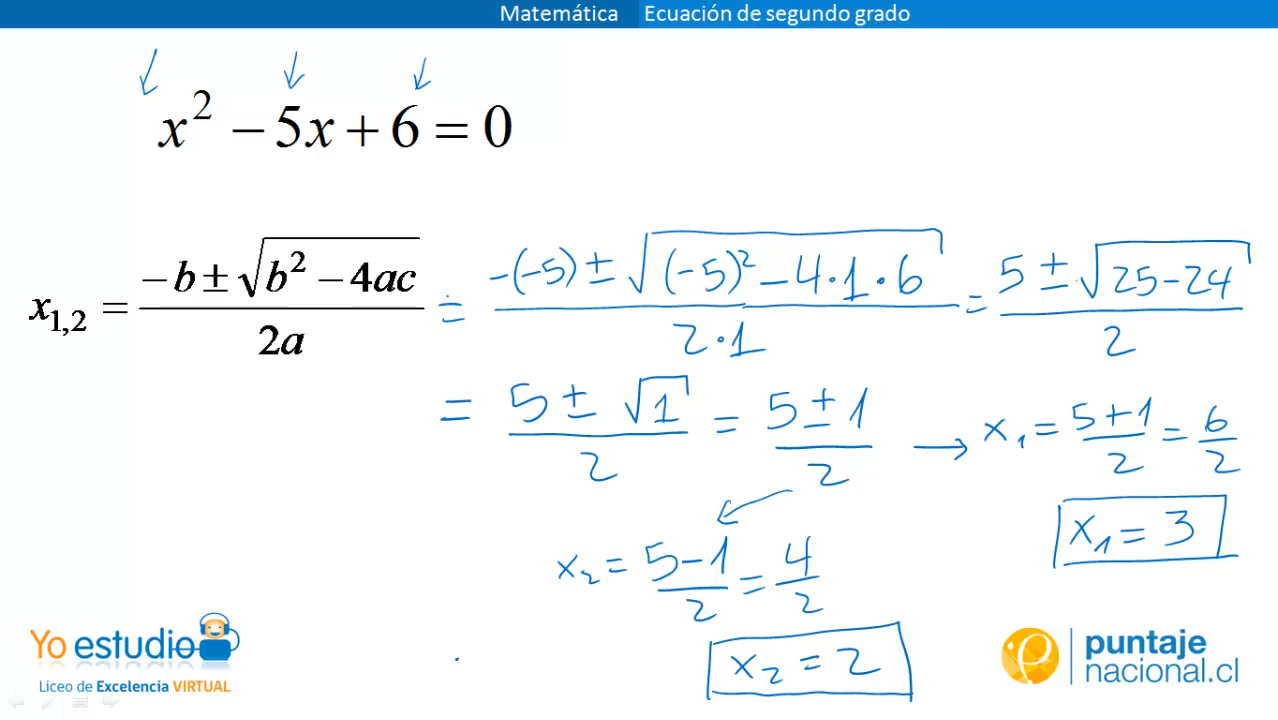 Matemática Ecuación de segundo grado
x² − 5x + 6 = 0
x₁,₂ = (−b ± √(b² − 4ac)) / 2a = (−(−5) ± √((−5)² − 4·1·6)) / 2·1 = (5 ± √(25−24)) / 2
= (5 ± √1) / 2 = (5 ± 1) / 2 → x₁ = (5+1) / 2 = 6/2
x₁ = 3
x₂ = (5−1) / 2 = 4/2
x₂ = 2
Yo estudio
Liceo de Excelencia VIRTUAL
puntaje
nacional.cl